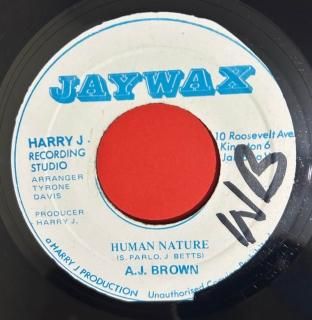 JAYWAX
HARRY J.
RECORDING
STUDIO
ARRANGER
TYRONE
DAVIS
PRODUCER
HARRY J.
10 Roosevelt Ave.
Kingston 6
WB
HUMAN NATURE
(S. PARLO, J BETTS)
A.J. BROWN
a HARRY J PRODUCTION
Unauthorised